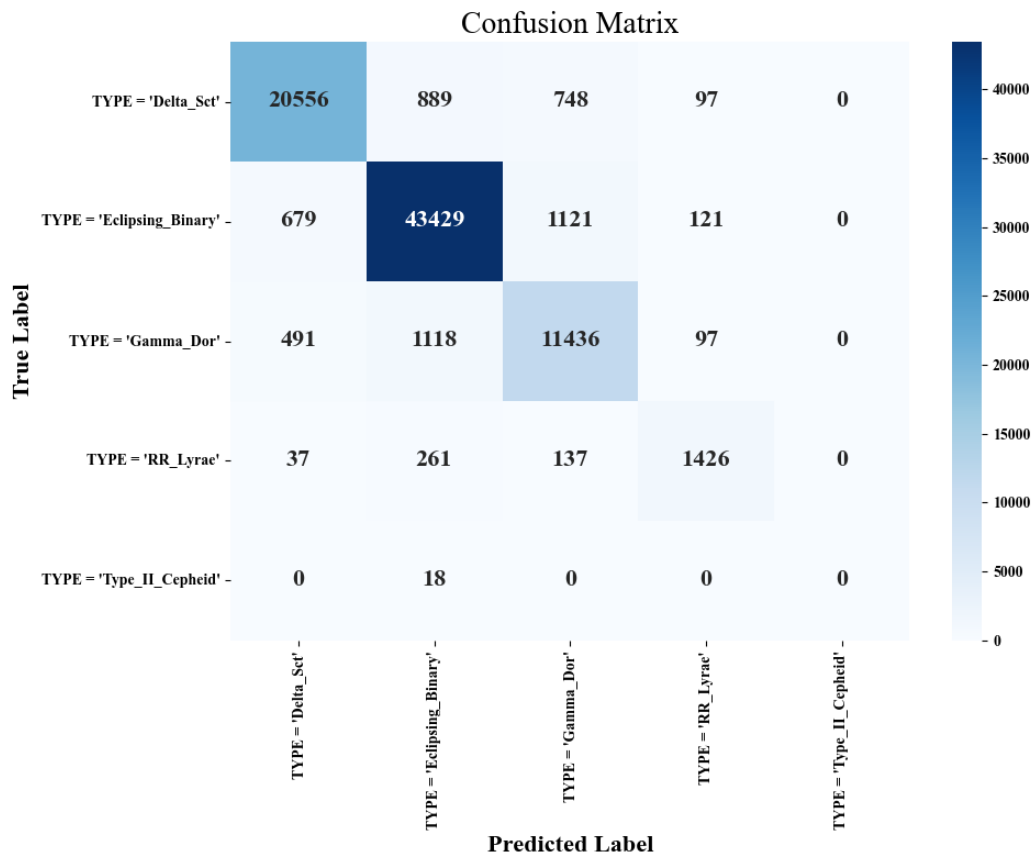 Confusion Matrix
TYPE = 'Delta_Sct' 20556 889 748 97 0
TYPE = 'Eclipsing_Binary' 679 43429 1121 121 0
TYPE = 'Gamma_Dor' 491 1118 11436 97 0
TYPE = 'RR_Lyrae' 37 261 137 1426 0
TYPE = 'Type_II_Cepheid' 0 18 0 0 0
True Label
TYPE = 'Delta_Sct'
TYPE = 'Eclipsing_Binary'
TYPE = 'Gamma_Dor'
TYPE = 'RR_Lyrae'
TYPE = 'Type_II_Cepheid'
Predicted Label
40000
35000
30000
25000
20000
15000
10000
5000
0